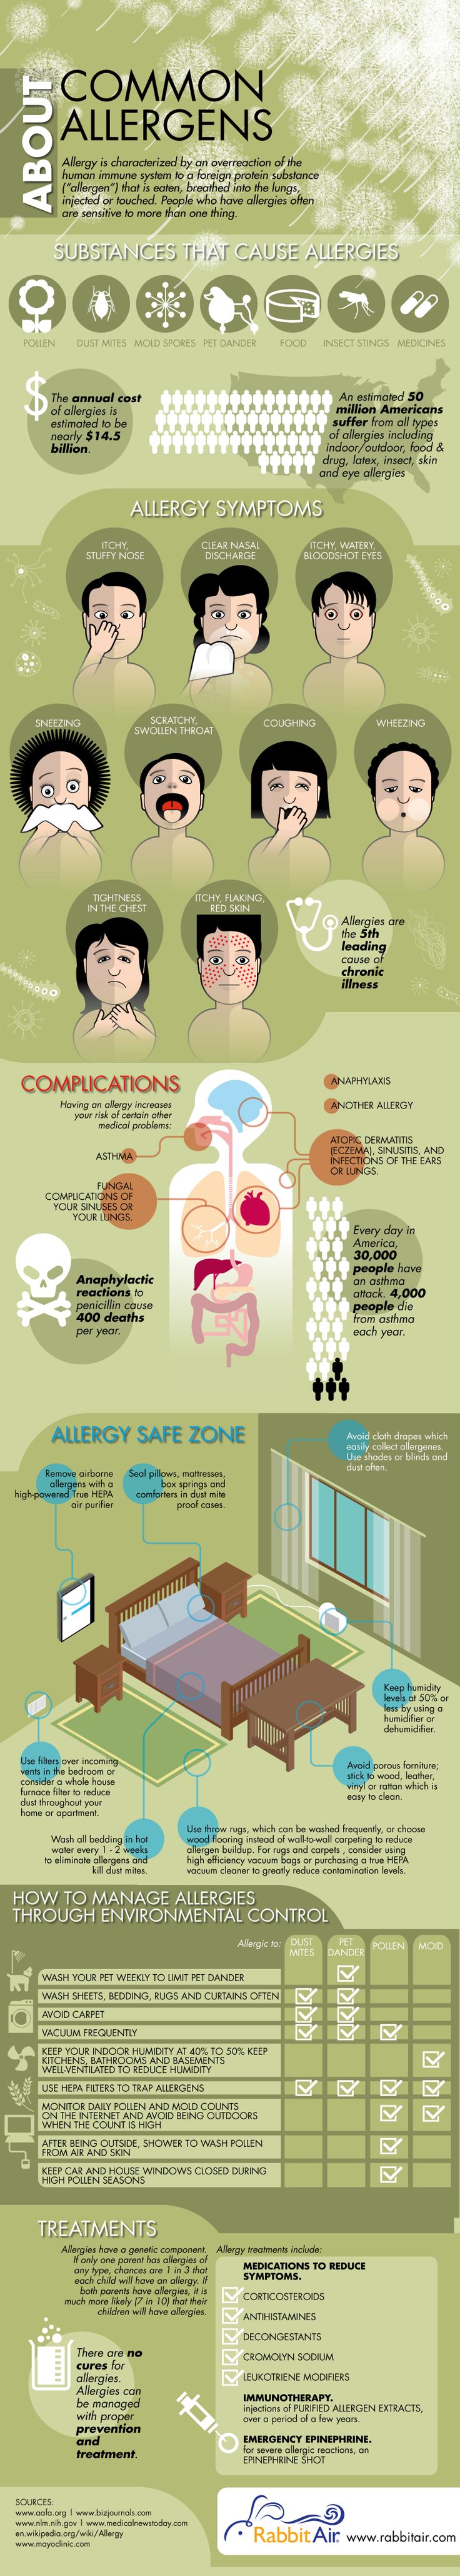 ABOUT
COMMON
ALLERGENS
Allergy is characterized by an overreaction of the
human immune system to a foreign protein substance
("allergen") that is eaten, breathed into the lungs,
injected or touched. People who have allergies often
are sensitive to more than one thing.
SUBSTANCES THAT CAUSE ALLERGIES
POLLEN DUST MITES MOLD SPORES PET DANDER FOOD INSECT STINGS MEDICINES
$
The annual cost
of allergies is
estimated to be
nearly $14.5
billion.
An estimated 50
million Americans
suffer from all types
of allergies including
indoor/outdoor, food &
drug, latex, insect, skin
and eye allergies
ALLERGY SYMPTOMS
ITCHY,
STUFFY NOSE
CLEAR NASAL
DISCHARGE
ITCHY, WATERY,
BLOODSHOT EYES
SNEEZING
SCRATCHY,
SWOLLEN THROAT
COUGHING
WHEEZING
TIGHTNESS
IN THE CHEST
ITCHY, FLAKING,
RED SKIN
Allergies are
the 5th
leading
cause of
chronic
illness
COMPLICATIONS
Having an allergy increases
your risk of certain other
medical problems:
ASTHMA
FUNGAL
COMPLICATIONS OF
YOUR SINUSES OR
YOUR LUNGS.
ANAPHYLAXIS
ANOTHER ALLERGY
ATOPIC DERMATITIS
(ECZEMA), SINUSITIS, AND
INFECTIONS OF THE EARS
OR LUNGS.
Anaphylactic
reactions to
penicillin cause
400 deaths
per year.
Every day in
America,
30,000
people have
an asthma
attack. 4,000
people die
from asthma
each year.
ALLERGY SAFE ZONE
Remove airborne
allergens with a
high-powered True HEPA
air purifier
Seal pillows, mattresses,
box springs and
comforters in dust mite
proof cases.
Avoid cloth drapes which
easily collect allergenes.
Use shades or blinds and
dust often.
Keep humidity
levels at 50% or
less by using a
humidifier or
dehumidifier.
Avoid porous forniture;
stick to wood, leather,
vinyl or rattan which is
easy to clean.
Use filters over incoming
vents in the bedroom or
consider a whole house
furnace filter to reduce
dust throughout your
home or apartment.
Wash all bedding in hot
water every 1 - 2 weeks
to eliminate allergens and
kill dust mites.
Use throw rugs, which can be washed frequently, or choose
wood flooring instead of wall-to-wall carpeting to reduce
allergen buildup. For rugs and carpets , consider using
high efficiency vacuum bags or purchasing a true HEPA
vacuum cleaner to greatly reduce contamination levels.
HOW TO MANAGE ALLERGIES
THROUGH ENVIRONMENTAL CONTROL
Allergic to:
DUST
MITES
PET
DANDER
POLLEN
MOID
WASH YOUR PET WEEKLY TO LIMIT PET DANDER
WASH SHEETS, BEDDING, RUGS AND CURTAINS OFTEN
AVOID CARPET
VACUUM FREQUENTLY
KEEP YOUR INDOOR HUMIDITY AT 40% TO 50% KEEP
KITCHENS, BATHROOMS AND BASEMENTS
WELL-VENTILATED TO REDUCE HUMIDITY
USE HEPA FILTERS TO TRAP ALLERGENS
MONITOR DAILY POLLEN AND MOLD COUNTS
ON THE INTERNET AND AVOID BEING OUTDOORS
WHEN THE COUNT IS HIGH
AFTER BEING OUTSIDE, SHOWER TO WASH POLLEN
FROM AIR AND SKIN
KEEP CAR AND HOUSE WINDOWS CLOSED DURING
HIGH POLLEN SEASONS
TREATMENTS
Allergies have a genetic component.
If only one parent has allergies of
any type, chances are 1 in 3 that
each child will have an allergy. If
both parents have allergies, it is
much more likely (7 in 10) that their
children will have allergies.
There are no
cures for
allergies.
Allergies can
be managed
with proper
prevention
and
treatment.
Allergy treatments include:
MEDICATIONS TO REDUCE
SYMPTOMS.
CORTICOSTEROIDS
ANTIHISTAMINES
DECONGESTANTS
CROMOLYN SODIUM
LEUKOTRIENE MODIFIERS
IMMUNOTHERAPY.
injections of PURIFIED ALLERGEN EXTRACTS,
over a period of a few years.
EMERGENCY EPINEPHRINE.
for severe allergic reactions, an
EPINEPHRINE SHOT
SOURCES:
www.aafa.org | www.bizjournals.com
www.nlm.nih.gov | www.medicalnewstoday.com
en.wikipedia.org/wiki/Allergy
www.mayoclinic.com
Rabbit Air www.rabbitair.com